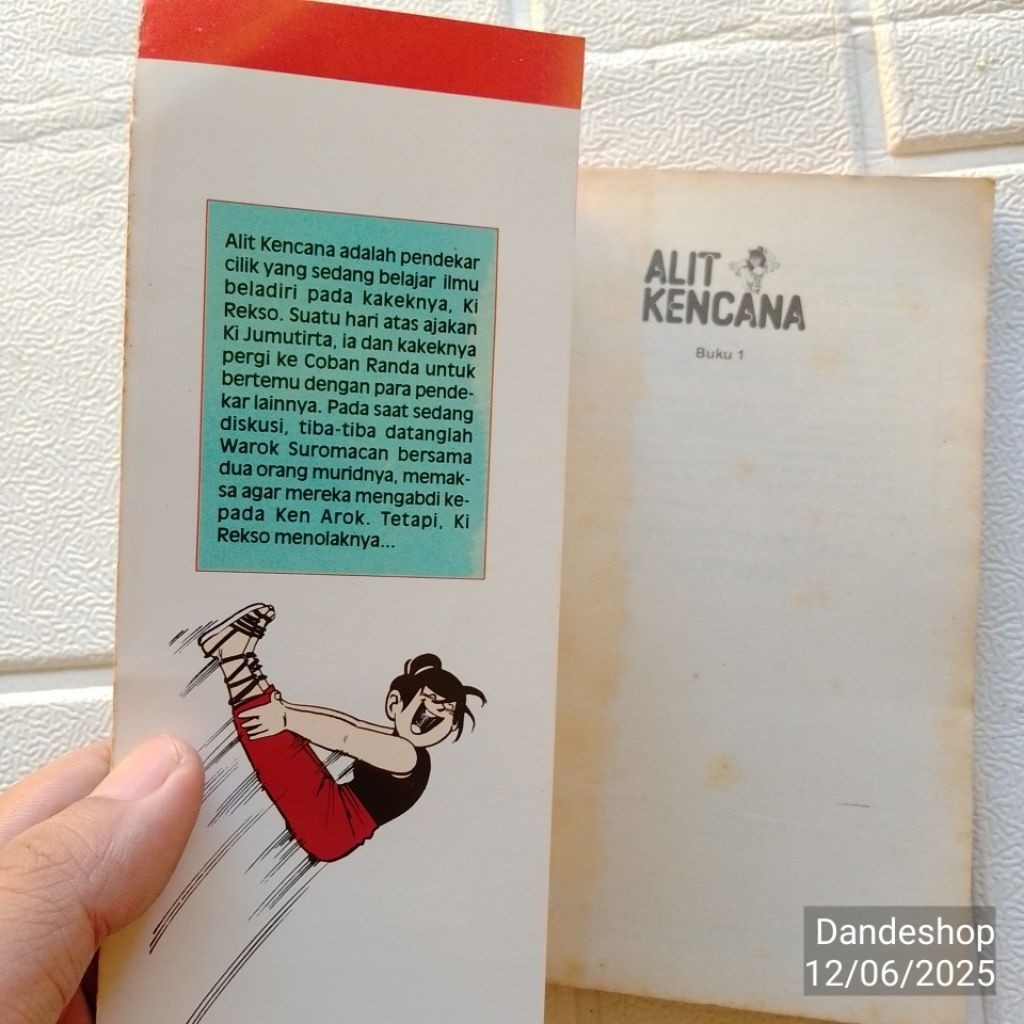 Alit Kencana adalah pendekar
cilik yang sedang belajar ilmu
beladiri pada kakeknya, Ki
Rekso. Suatu hari atas ajakan
Ki Jumutirta, ia dan kakeknya
pergi ke Coban Randa untuk
bertemu dengan para pende-
kar lainnya. Pada saat sedang
diskusi, tiba-tiba datanglah
Warok Suromacan bersama
dua orang muridnya, memak-
sa agar mereka mengabdi ke-
pada Ken Arok. Tetapi, Ki
Rekso menolaknya...
ALIT
KENCANA
Buku 1
Dandeshop
12/06/2025